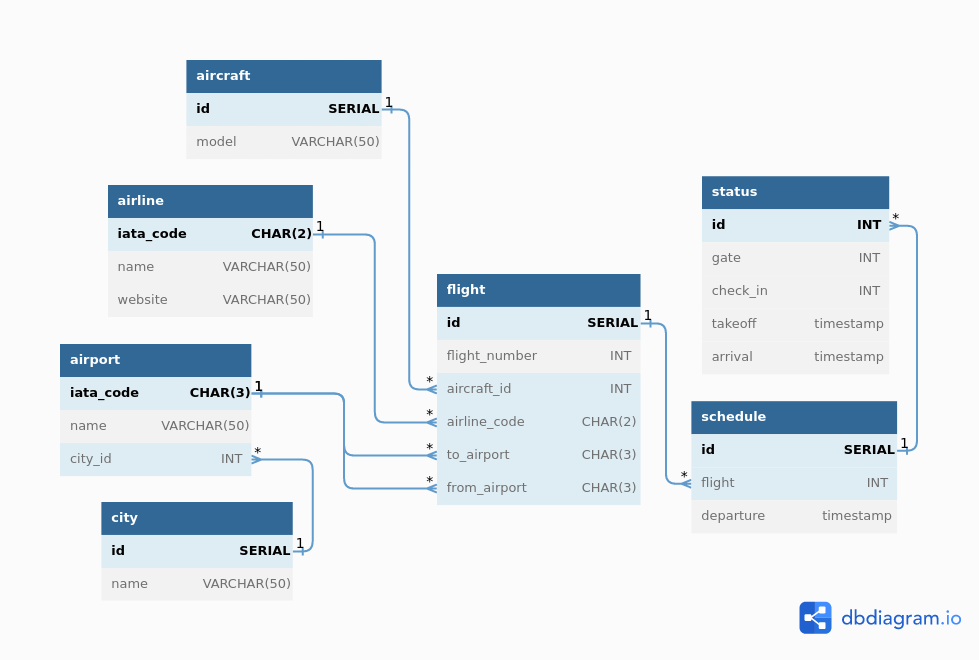 aircraft
id SERIAL 1
model VARCHAR(50)
airline
iata_code CHAR(2) 1
name VARCHAR(50)
website VARCHAR(50)
airport
iata_code CHAR(3) 1
name VARCHAR(50)
city_id INT *
city
id SERIAL 1
name VARCHAR(50)
flight
id SERIAL 1
flight_number INT
* aircraft_id INT
* airline_code CHAR(2)
* to_airport CHAR(3)
* from_airport CHAR(3)
status
id INT *
gate INT
check_in INT
takeoff timestamp
arrival timestamp
schedule
id SERIAL 1
* flight INT
departure timestamp
dbdiagram.io